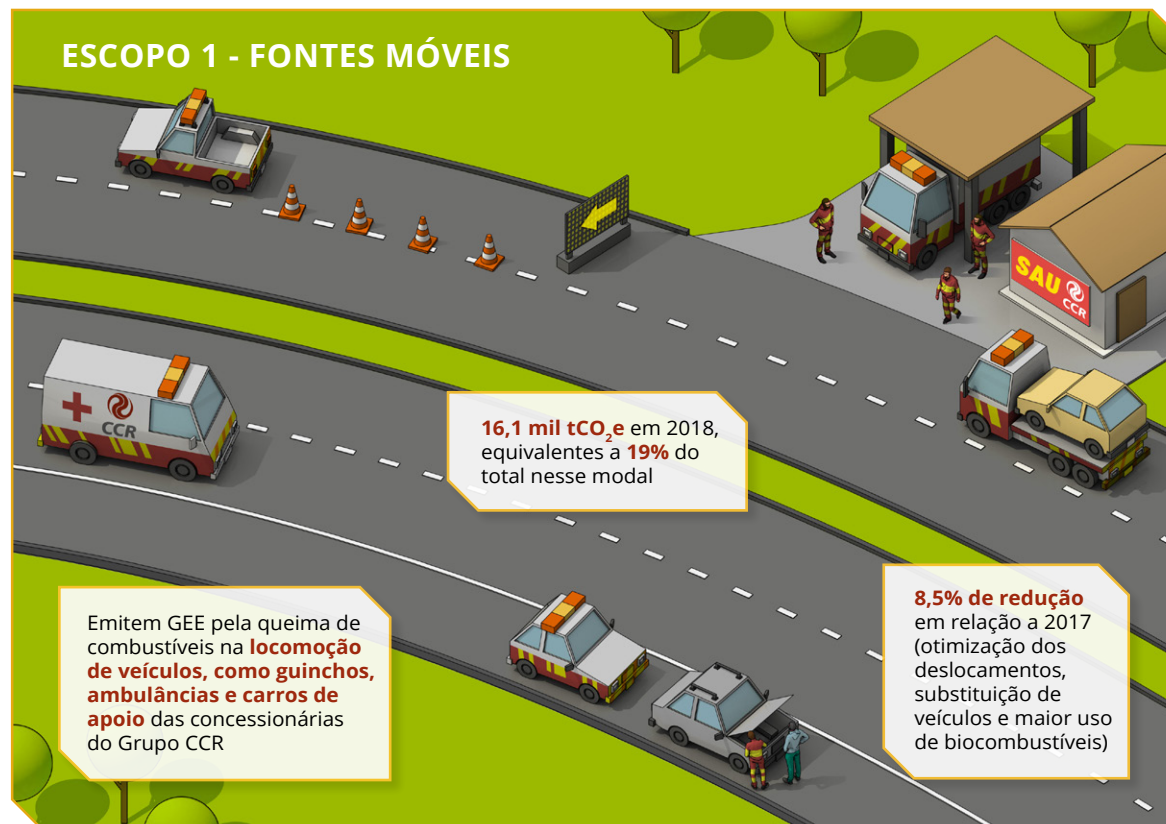 ESCOPO 1 - FONTES MÓVEIS
SAU
CCR
CCR
16,1 mil tCO₂e em 2018,
equivalentes a 19% do
total nesse modal
Emitem GEE pela queima de
combustíveis na locomoção
de veículos, como guinchos,
ambulâncias e carros de
apoio das concessionárias
do Grupo CCR
8,5% de redução
em relação a 2017
(otimização dos
deslocamentos,
substituição de
veículos e maior uso
de biocombustíveis)